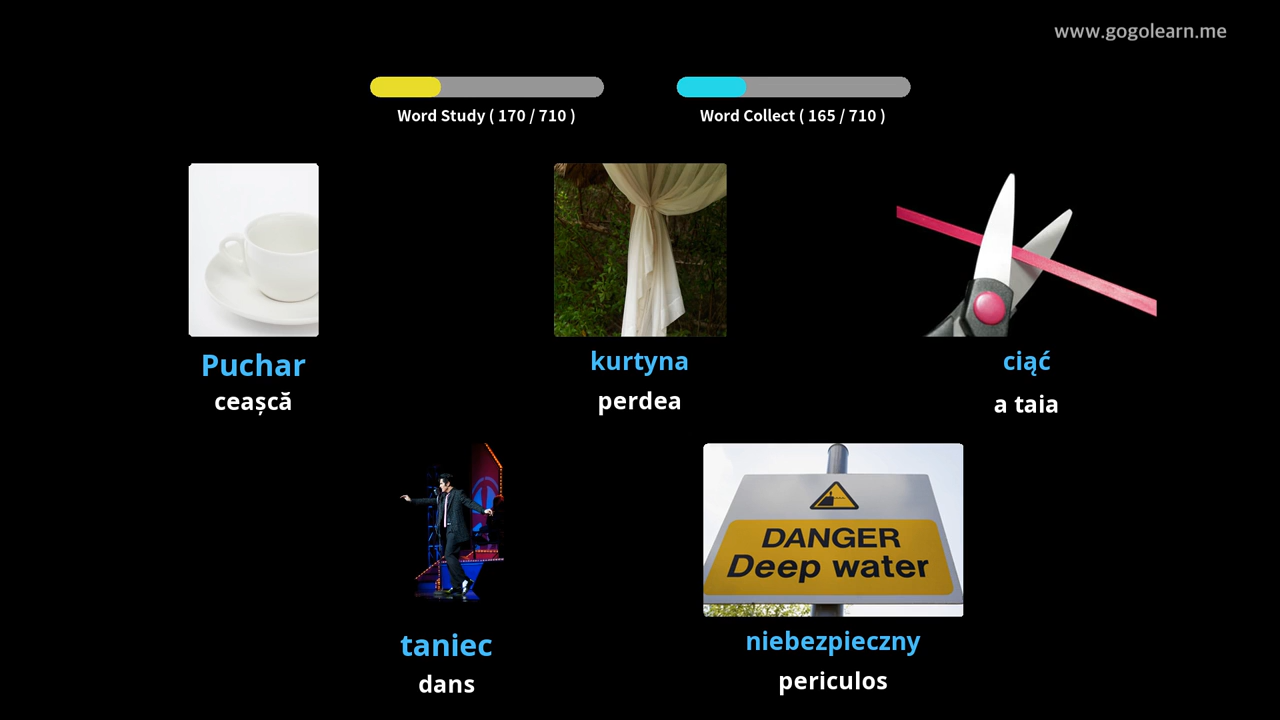 www.gogolearn.me
Word Study ( 170 / 710 )
Word Collect ( 165 / 710 )
Puchar
ceașcă
kurtyna
perdea
ciąć
a taia
DANGER
Deep water
taniec
dans
niebezpieczny
periculos